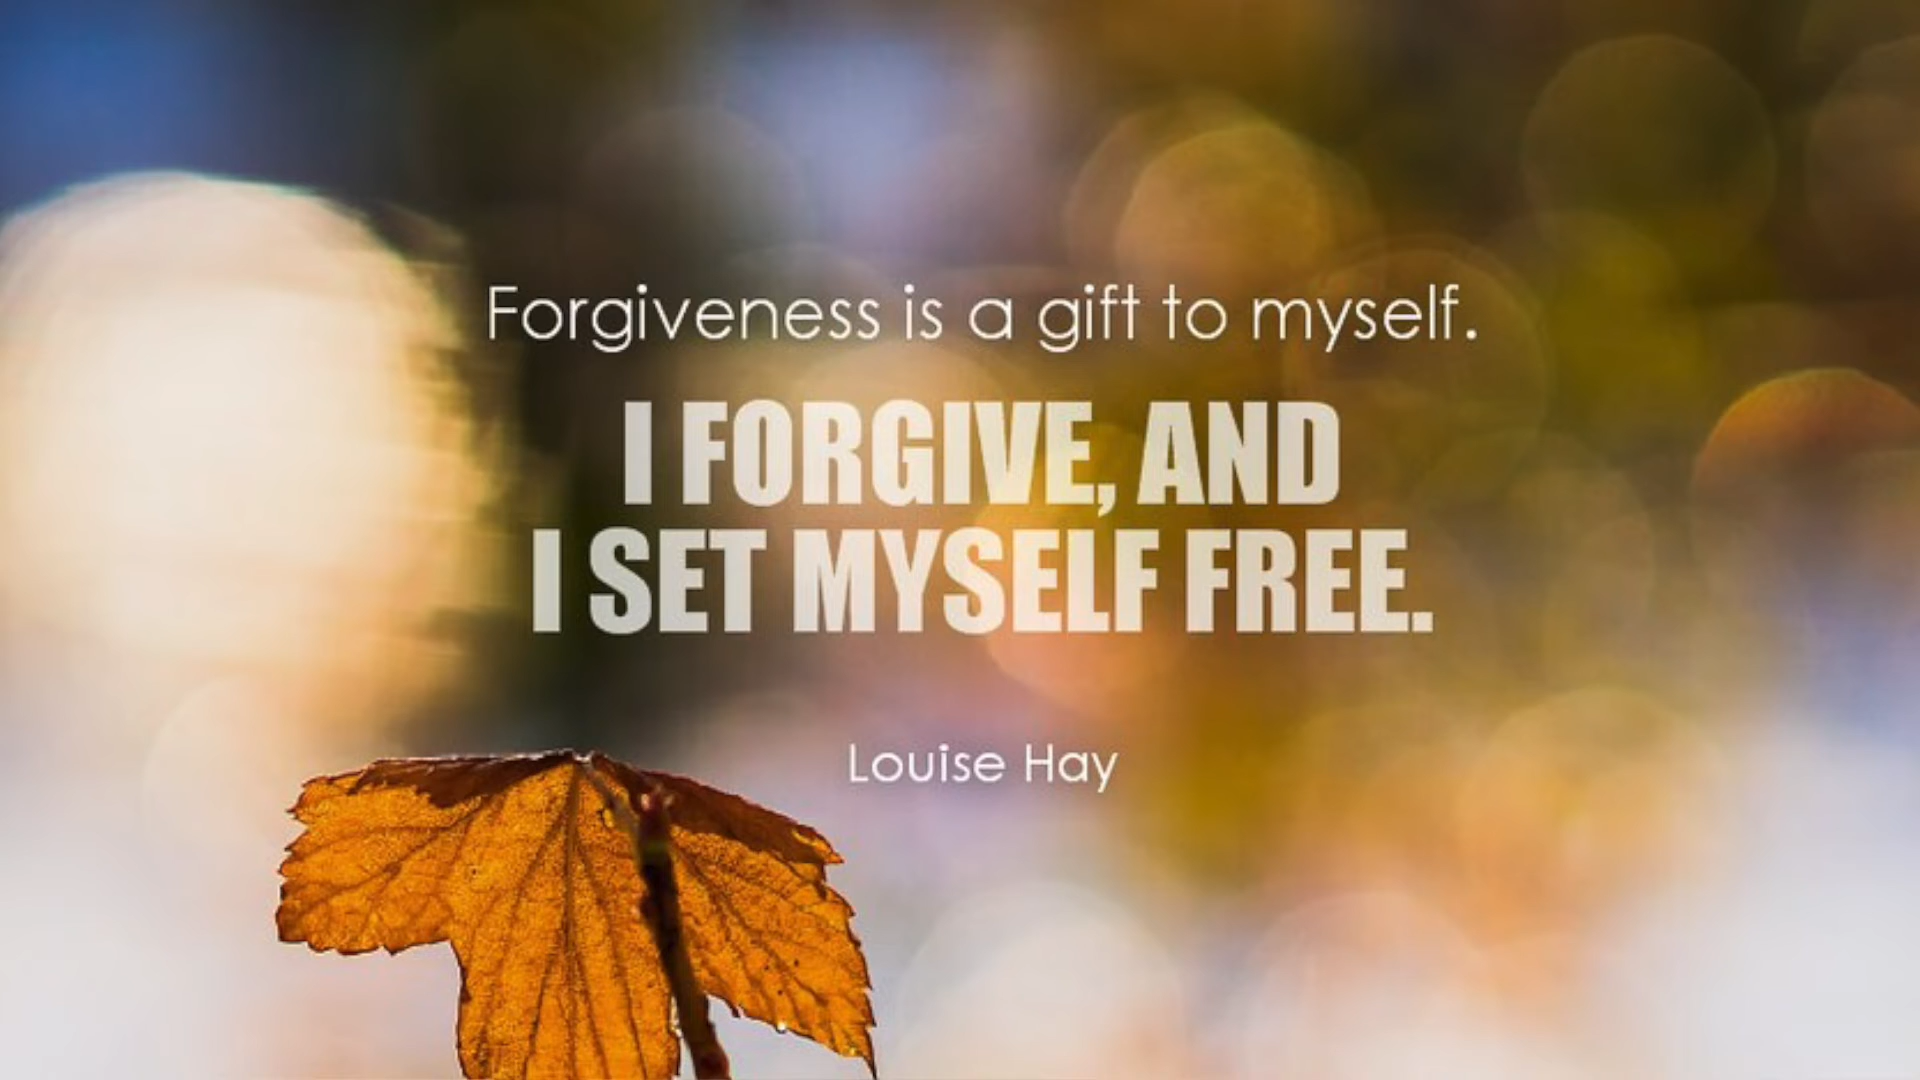 Forgiveness is a gift to myself.
I FORGIVE, AND
I SET MYSELF FREE.
Louise Hay